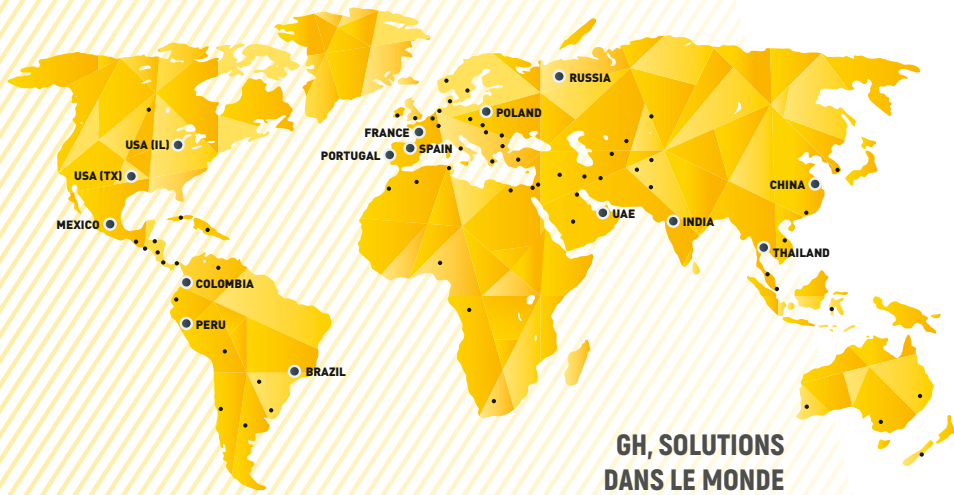 RUSSIA
POLAND
FRANCE
USA (IL)
SPAIN
PORTUGAL
USA (TX)
CHINA
UAE
INDIA
MEXICO
THAILAND
COLOMBIA
PERU
BRAZIL
GH, SOLUTIONS
DANS LE MONDE